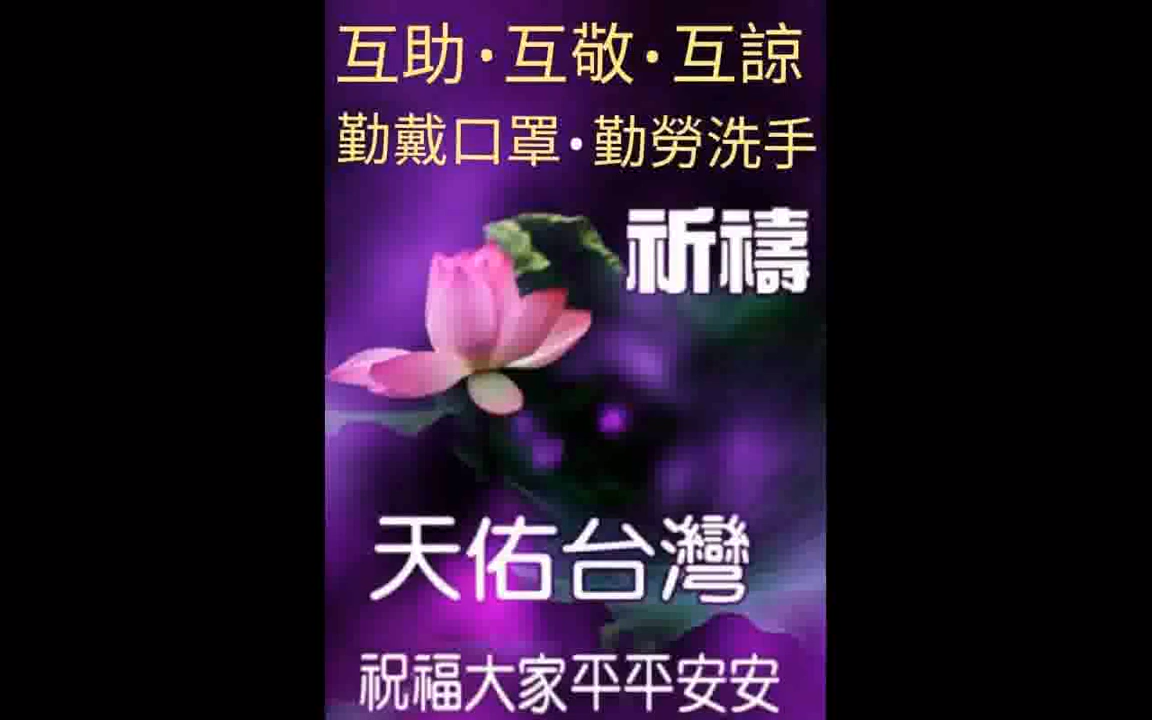 互助·互敬·互諒
勤戴口罩·勤勞洗手
祈禱
天佑台灣
祝福大家平平安安